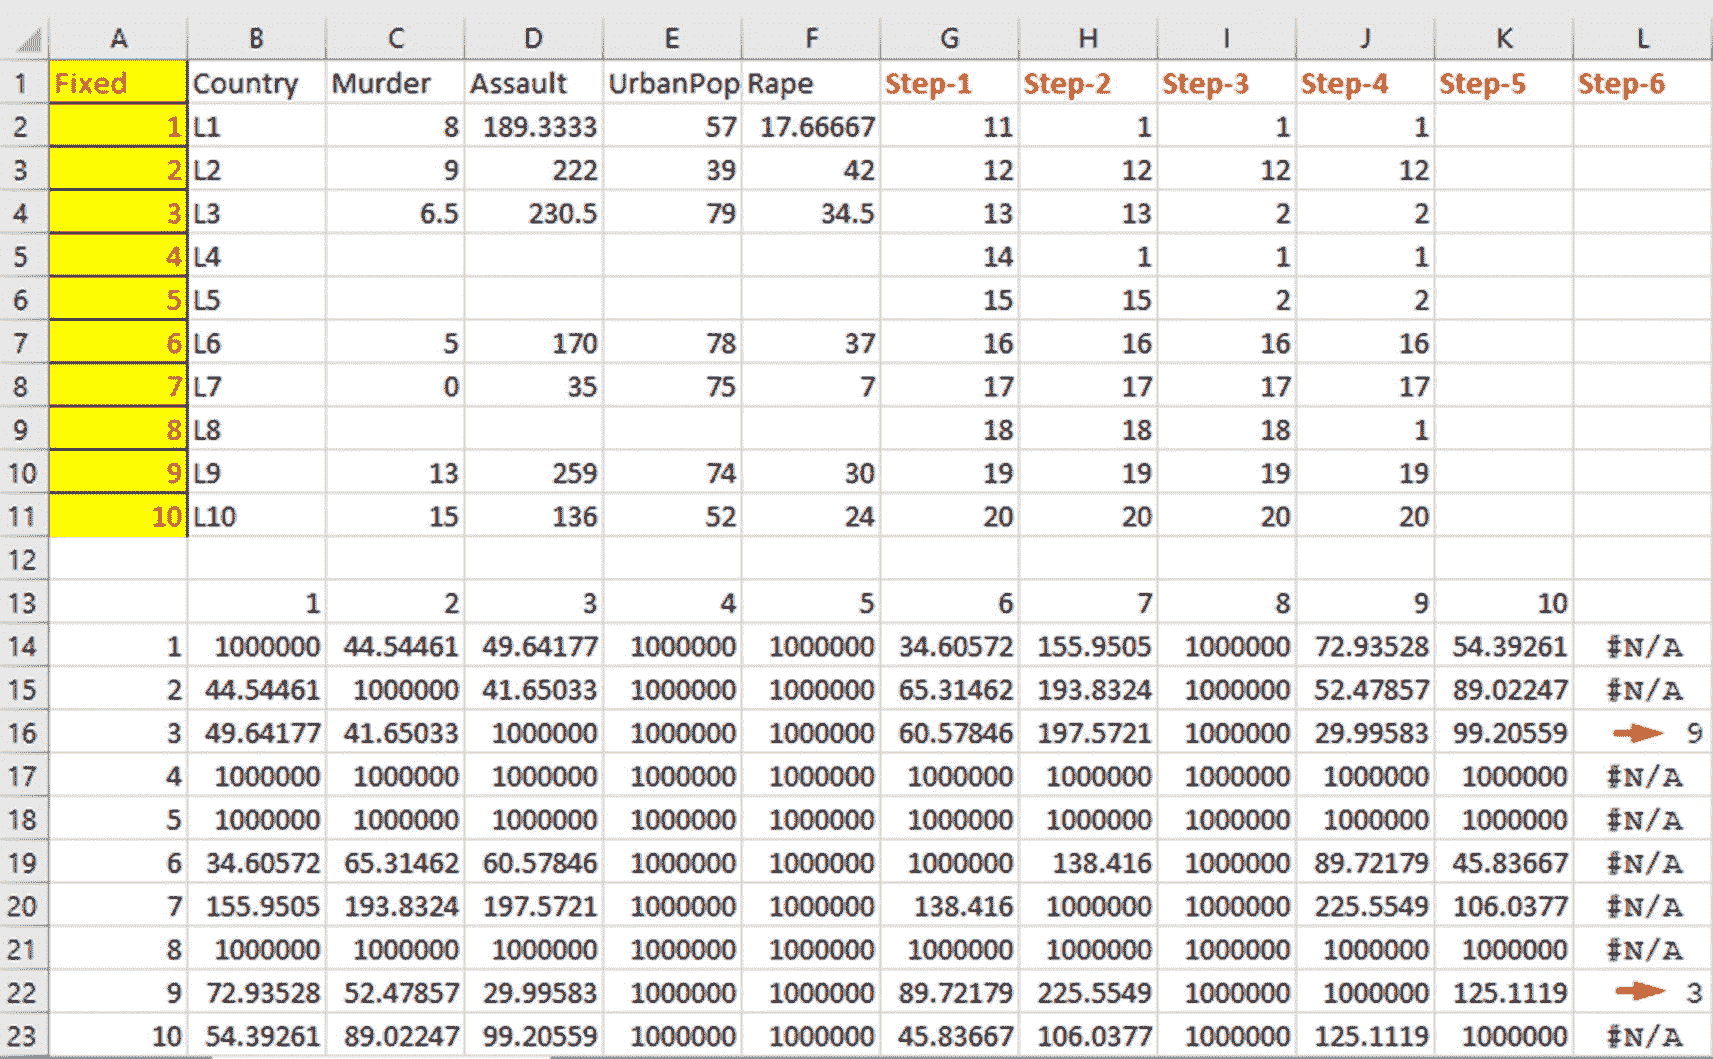 A B C D E F G H I J K L
1 Fixed Country Murder Assault UrbanPop Rape Step-1 Step-2 Step-3 Step-4 Step-5 Step-6
2 1 L1 8 189.3333 57 17.66667 11 1 1 1
3 2 L2 9 222 39 42 12 12 12 12
4 3 L3 6.5 230.5 79 34.5 13 13 2 2
5 4 L4 14 1 1 1
6 5 L5 15 15 2 2
7 6 L6 5 170 78 37 16 16 16 16
8 7 L7 0 35 75 7 17 17 17 17
9 8 L8 18 18 18 1
10 9 L9 13 259 74 30 19 19 19 19
11 10 L10 15 136 52 24 20 20 20 20
12
13 1 2 3 4 5 6 7 8 9 10
14 1 1000000 44.54461 49.64177 1000000 1000000 34.60572 155.9505 1000000 72.93528 54.39261 #N/A
15 2 44.54461 1000000 41.65033 1000000 1000000 65.31462 193.8324 1000000 52.47857 89.02247 #N/A
16 3 49.64177 41.65033 1000000 1000000 1000000 60.57846 197.5721 1000000 29.99583 99.20559 9
17 4 1000000 1000000 1000000 1000000 1000000 1000000 1000000 1000000 1000000 1000000 #N/A
18 5 1000000 1000000 1000000 1000000 1000000 1000000 1000000 1000000 1000000 1000000 #N/A
19 6 34.60572 65.31462 60.57846 1000000 1000000 1000000 138.416 1000000 89.72179 45.83667 #N/A
20 7 155.9505 193.8324 197.5721 1000000 1000000 138.416 1000000 1000000 225.5549 106.0377 #N/A
21 8 1000000 1000000 1000000 1000000 1000000 1000000 1000000 1000000 1000000 1000000 #N/A
22 9 72.93528 52.47857 29.99583 1000000 1000000 89.72179 225.5549 1000000 1000000 125.1119 3
23 10 54.39261 89.02247 99.20559 1000000 1000000 45.83667 106.0377 1000000 125.1119 1000000 #N/A